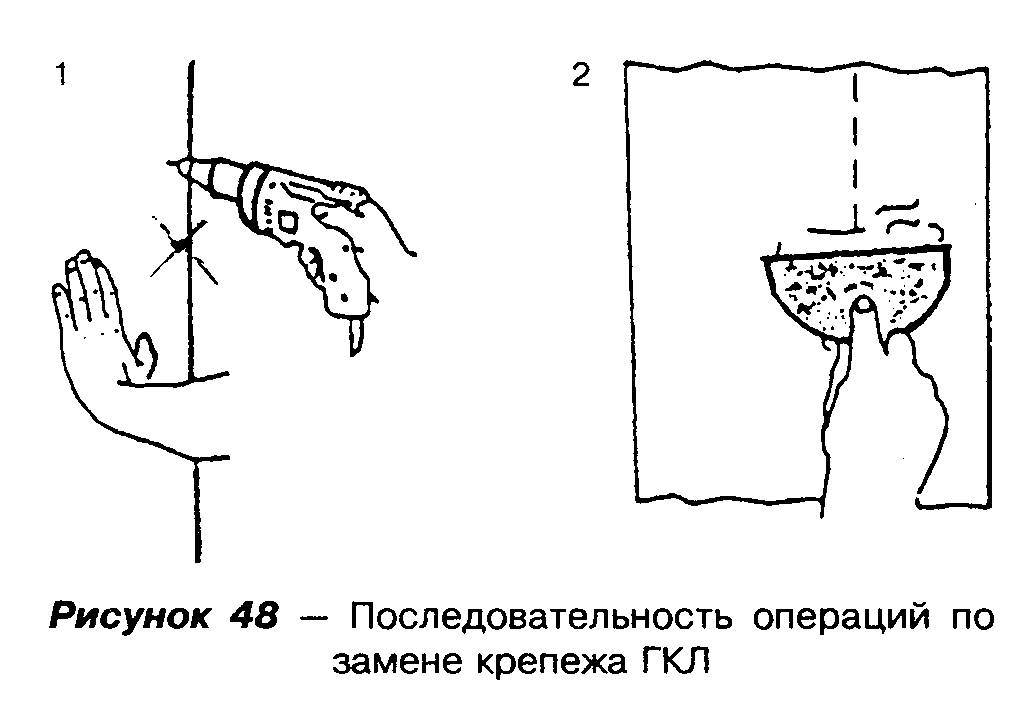 1
2
Рисунок 48 – Последовательность операций по
замене крепежа ГКЛ